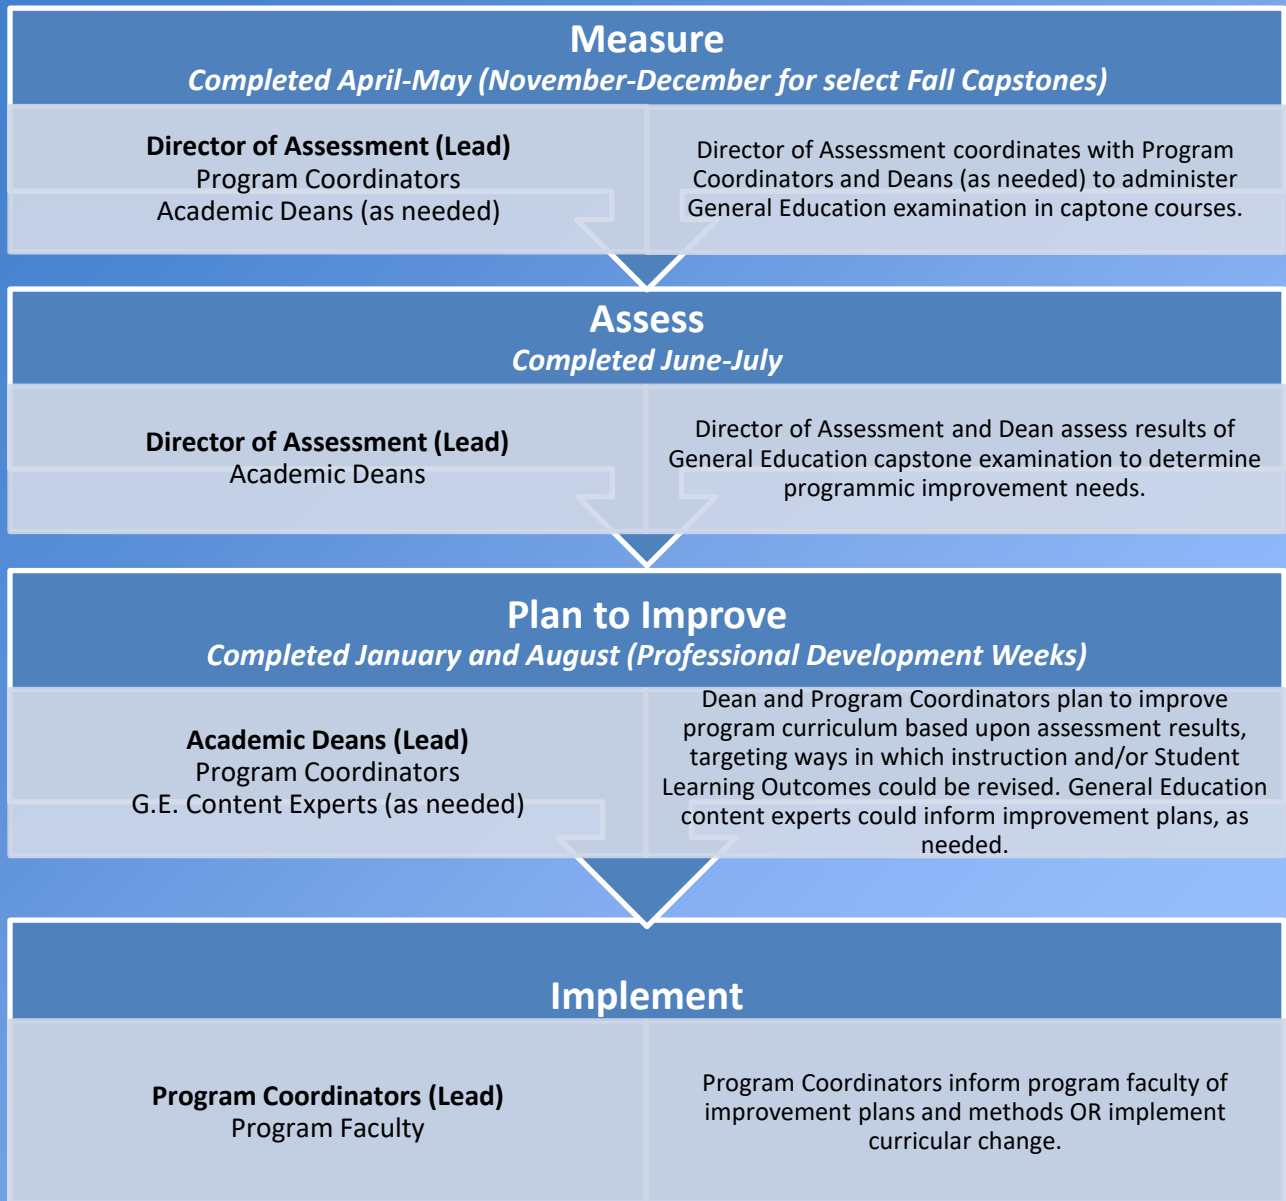 Measure
Completed April-May (November-December for select Fall Capstones)
Director of Assessment (Lead)
Program Coordinators
Academic Deans (as needed)
Director of Assessment coordinates with Program
Coordinators and Deans (as needed) to administer
General Education examination in captone courses.
Assess
Completed June-July
Director of Assessment (Lead)
Academic Deans
Director of Assessment and Dean assess results of
General Education capstone examination to determine
programmic improvement needs.
Plan to Improve
Completed January and August (Professional Development Weeks)
Academic Deans (Lead)
Program Coordinators
G.E. Content Experts (as needed)
Dean and Program Coordinators plan to improve
program curriculum based upon assessment results,
targeting ways in which instruction and/or Student
Learning Outcomes could be revised. General Education
content experts could inform improvement plans, as
needed.
Implement
Program Coordinators (Lead)
Program Faculty
Program Coordinators inform program faculty of
improvement plans and methods OR implement
curricular change.